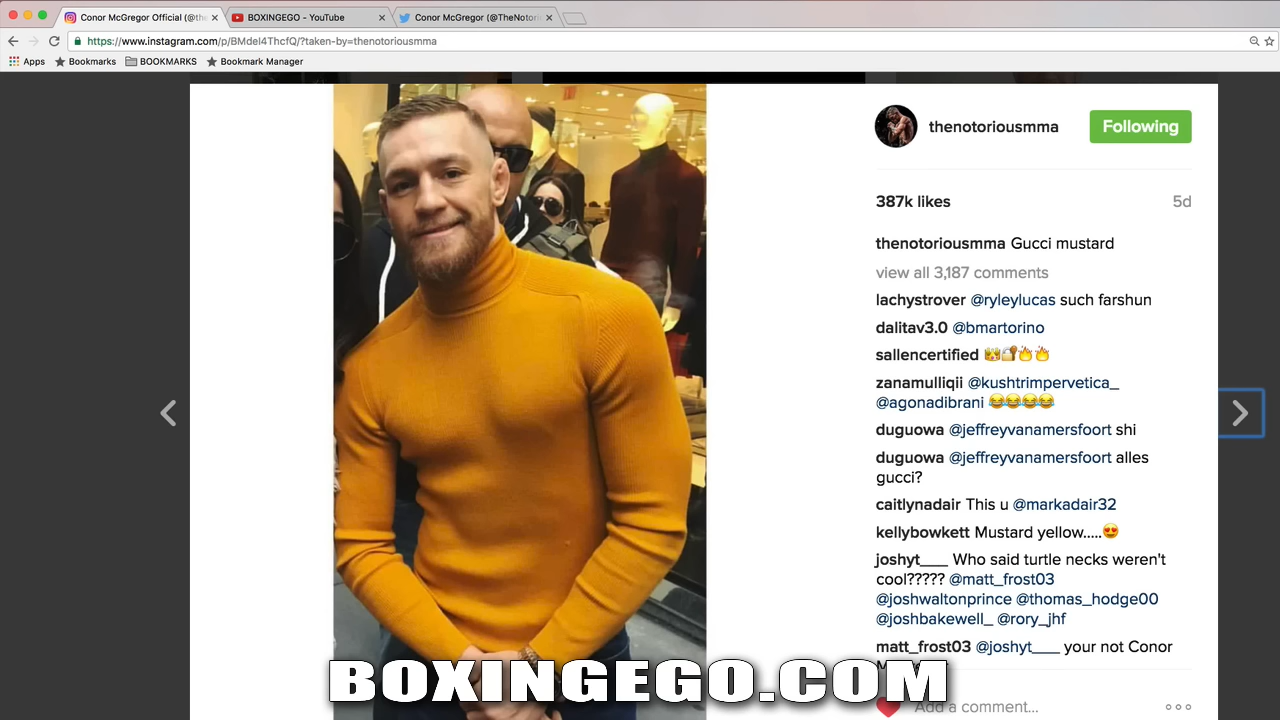 Conor McGregor Official (@the
BOXINGEGO - YouTube
Conor McGregor (@TheNotori
https://www.instagram.com/p/BMdel4ThcfQ/?taken-by=thenotoriousmma
Apps Bookmarks BOOKMARKS Bookmark Manager
thenotoriousmma Following
387k likes 5d
thenotoriousmma Gucci mustard
view all 3,187 comments
lachystrover @ryleylucas such farshun
dalitav3.0 @bmartorino
sallencertified
zanamulliqii @kushtrimpervetica_
@agonadibrani 😂😂😂😂
duguowa @jeffreyvanamersfoort shi
duguowa @jeffreyvanamersfoort alles
gucci?
caitlynadair This u @markadair32
kellybowkett Mustard yellow.....😍
joshyt___ Who said turtle necks weren't
cool????? @matt_frost03
@joshwaltonprince @thomas_hodge00
@joshbakewell_ @rory_jhf
matt_frost03 @joshyt___ your not Conor
BOXINGEGO.COM
Add a comment...